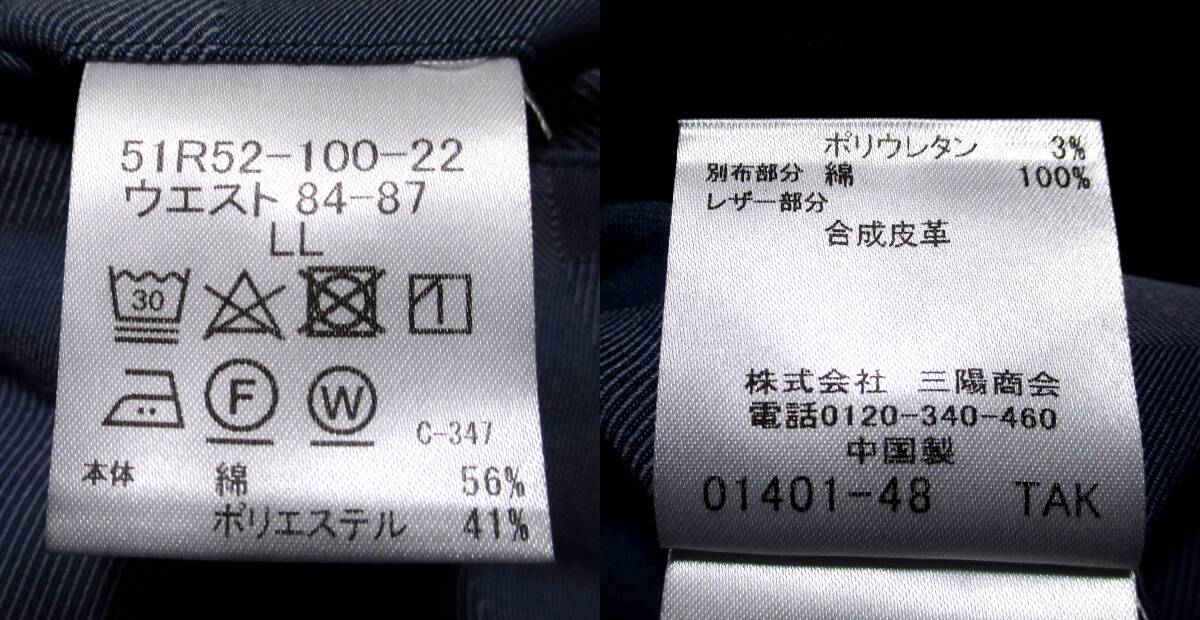 51R52-100-22
ウエスト 84-87
LL
30
F W C-347
本体 綿 56%
ポリエステル 41%
ポリウレタン 3%
別布部分 綿 100%
レザー部分
合成皮革
株式会社 三陽商会
電話0120-340-460
中国製
01401-48 TAK